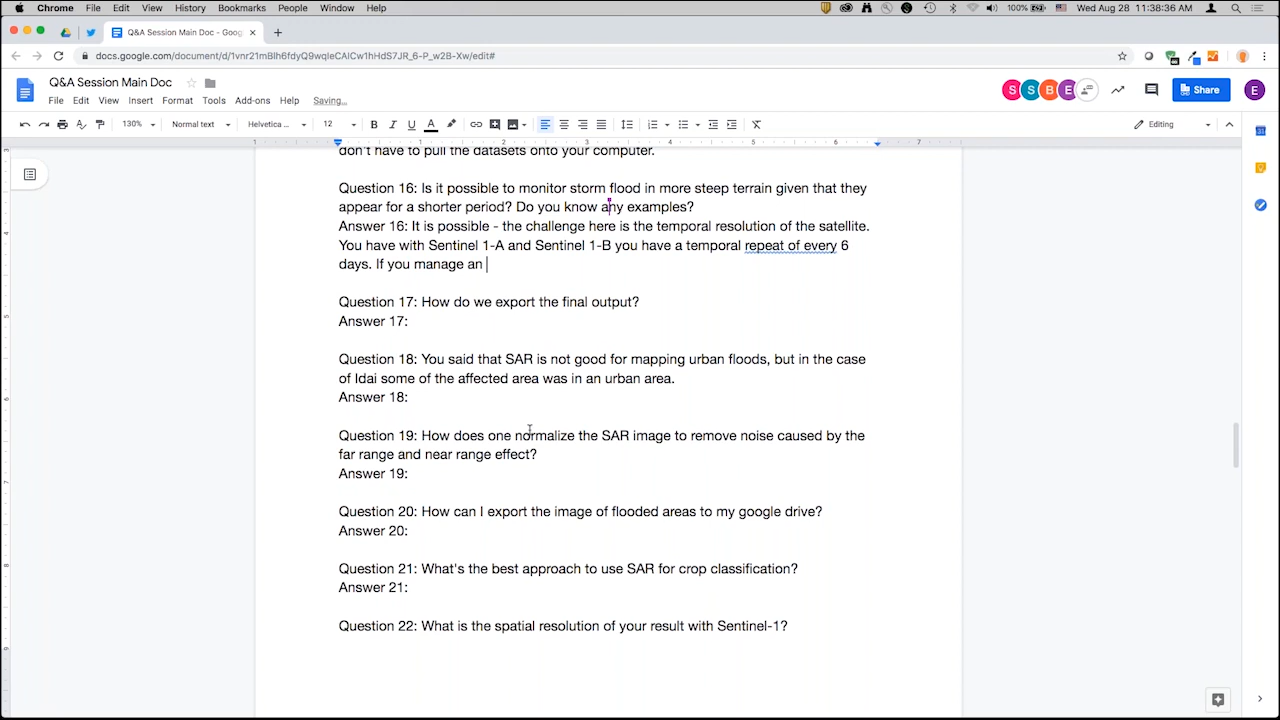 Chrome File Edit View History Bookmarks People Window Help 100% Wed Aug 28 11:38:36 AM
Q&A Session Main Doc - Goog
docs.google.com/document/d/1vnr21mBlh6fdyQ9wqIeCAlCw1hHdS7JR_6-P_w2B-Xw/edit#
Q&A Session Main Doc
File Edit View Insert Format Tools Add-ons Help Saving...
S S B E Share E
130% Normal text Helvetica ... 12 B I U A Editing
1 1 2 3 4 5 6 7
don't have to pull the datasets onto your computer.
Question 16: Is it possible to monitor storm flood in more steep terrain given that they
appear for a shorter period? Do you know any examples?
Answer 16: It is possible - the challenge here is the temporal resolution of the satellite.
You have with Sentinel 1-A and Sentinel 1-B you have a temporal repeat of every 6
days. If you manage an
Question 17: How do we export the final output?
Answer 17:
Question 18: You said that SAR is not good for mapping urban floods, but in the case
of Idai some of the affected area was in an urban area.
Answer 18:
Question 19: How does one normalize the SAR image to remove noise caused by the
far range and near range effect?
Answer 19:
Question 20: How can I export the image of flooded areas to my google drive?
Answer 20:
Question 21: What's the best approach to use SAR for crop classification?
Answer 21:
Question 22: What is the spatial resolution of your result with Sentinel-1?